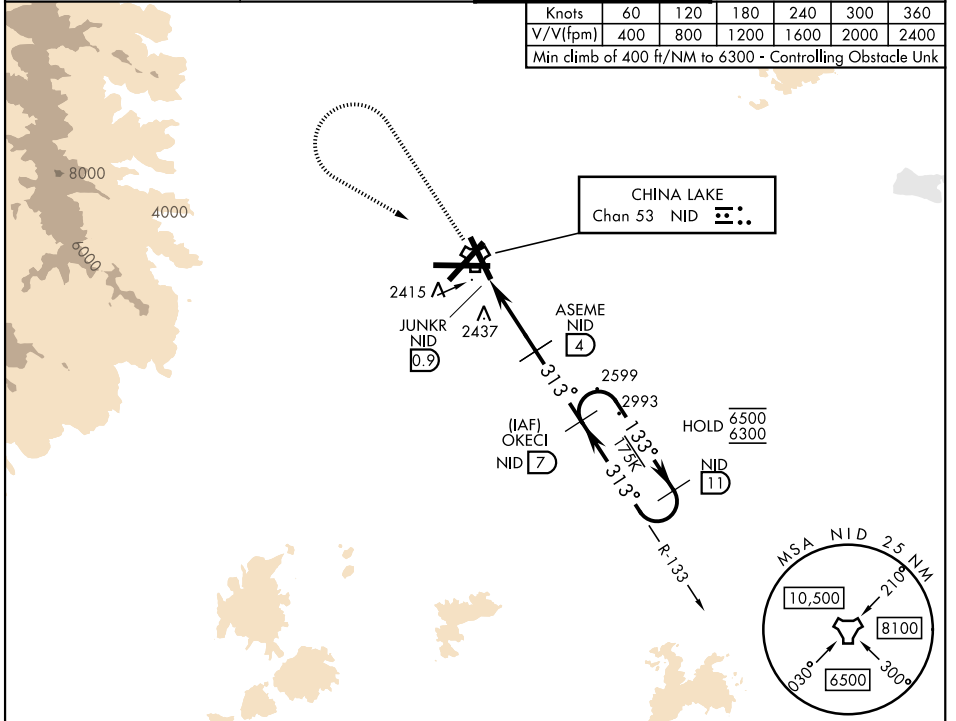 Knots 60 120 180 240 300 360
V/V(fpm) 400 800 1200 1600 2000 2400
Min climb of 400 ft/NM to 6300 - Controlling Obstacle Unk
8000
4000
6000
CHINA LAKE
Chan 53 NID
2415
JUNKR
NID
0.9
2437
ASEME
NID
4
313°
2599
2993
(IAF)
OKECI
NID 7
133°
175K
313°
HOLD 6500
6300
NID
11
R-133
MSA NID 25 NM
10,500
210°
8100
030°
6500
300°